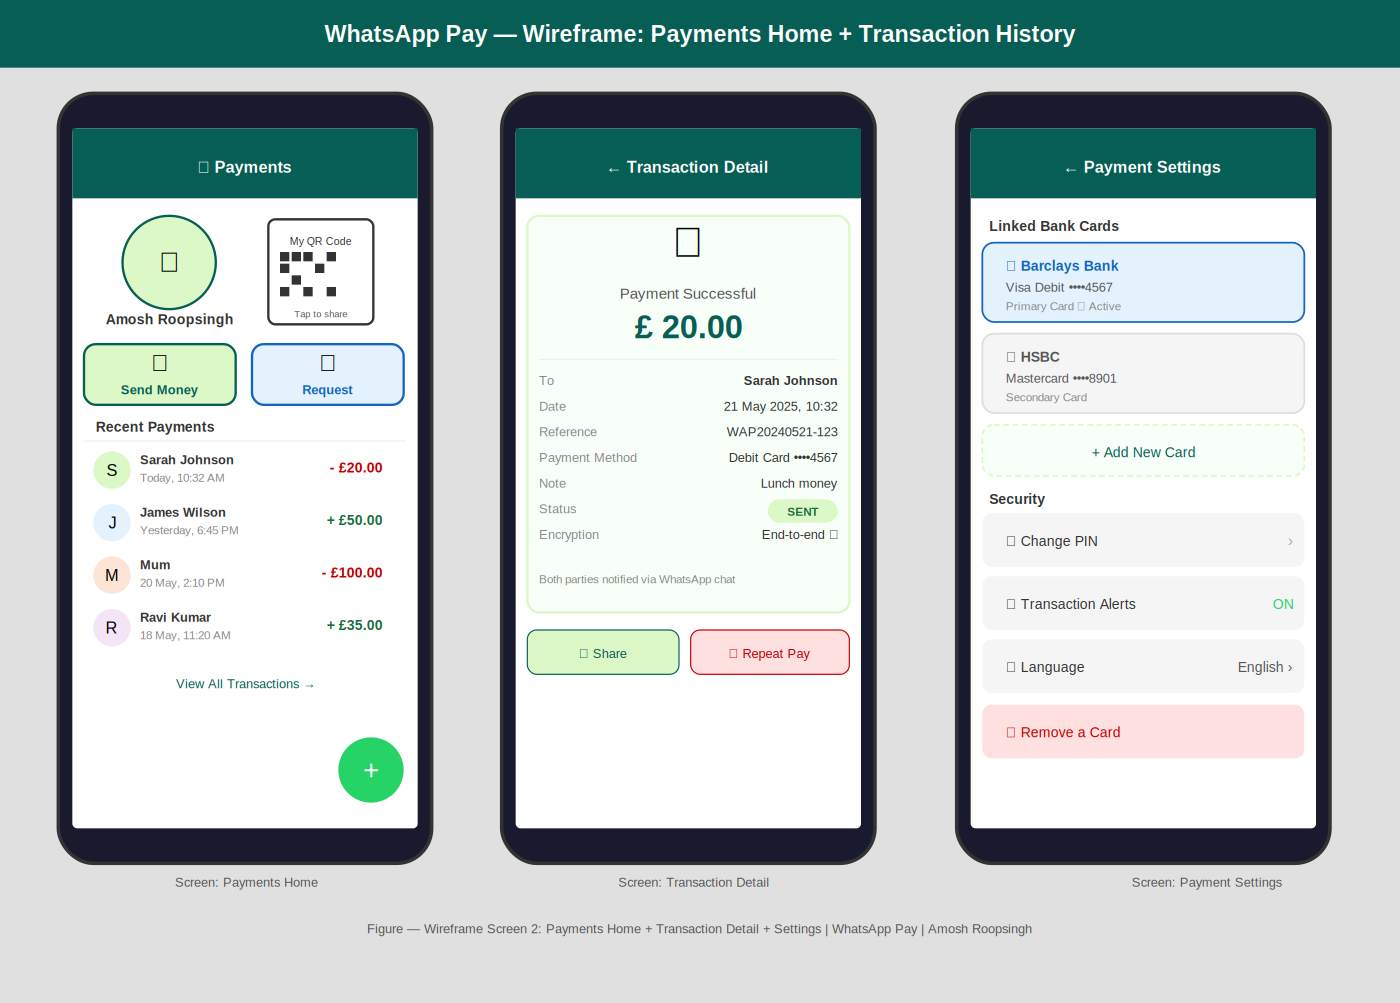 WhatsApp Pay — Wireframe: Payments Home + Transaction History
Payments
Amosh Roopsingh
My QR Code
Tap to share
Send Money
Request
Recent Payments
S
Sarah Johnson
Today, 10:32 AM
- £20.00
J
James Wilson
Yesterday, 6:45 PM
+ £50.00
M
Mum
20 May, 2:10 PM
- £100.00
R
Ravi Kumar
18 May, 11:20 AM
+ £35.00
View All Transactions →
+
Screen: Payments Home
← Transaction Detail
Payment Successful
£ 20.00
To Sarah Johnson
Date 21 May 2025, 10:32
Reference WAP20240521-123
Payment Method Debit Card ••••4567
Note Lunch money
Status SENT
Encryption End-to-end
Both parties notified via WhatsApp chat
Share
Repeat Pay
Screen: Transaction Detail
← Payment Settings
Linked Bank Cards
Barclays Bank
Visa Debit ••••4567
Primary Card Active
HSBC
Mastercard ••••8901
Secondary Card
+ Add New Card
Security
Change PIN ›
Transaction Alerts ON
Language English ›
Remove a Card
Screen: Payment Settings
Figure — Wireframe Screen 2: Payments Home + Transaction Detail + Settings | WhatsApp Pay | Amosh Roopsingh